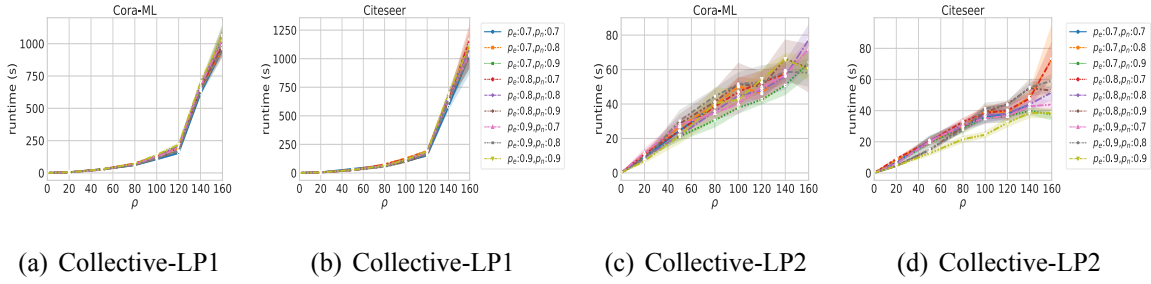 Cora-ML
runtime (s)
1000
750
500
250
0
0 20 40 60 80 100 120 140 160
ρ
Citeseer
runtime (s)
1250
1000
750
500
250
0
0 20 40 60 80 100 120 140 160
ρ
pe:0.7,pn:0.7
pe:0.7,pn:0.8
pe:0.7,pn:0.9
pe:0.8,pn:0.7
pe:0.8,pn:0.8
pe:0.8,pn:0.9
pe:0.9,pn:0.7
pe:0.9,pn:0.8
pe:0.9,pn:0.9
Cora-ML
runtime (s)
80
60
40
20
0
0 20 40 60 80 100 120 140 160
ρ
Citeseer
runtime (s)
80
60
40
20
0
0 20 40 60 80 100 120 140 160
ρ
pe:0.7,pn:0.7
pe:0.7,pn:0.8
pe:0.7,pn:0.9
pe:0.8,pn:0.7
pe:0.8,pn:0.8
pe:0.8,pn:0.9
pe:0.9,pn:0.7
pe:0.9,pn:0.8
pe:0.9,pn:0.9
(a) Collective-LP1
(b) Collective-LP1
(c) Collective-LP2
(d) Collective-LP2